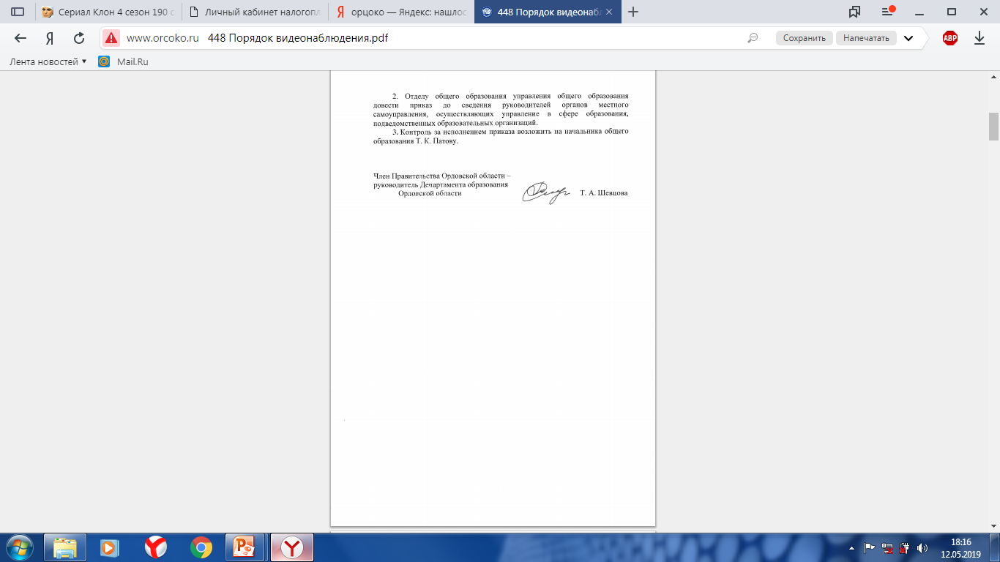 Сериал Клон 4 сезон 190 с
Личный кабинет налогопл
Я орцоко — Яндекс: нашлос
448 Порядок видеонабл
Я
www.orcoko.ru 448 Порядок видеонаблюдения.pdf
Сохранить
Напечатать
ABP
Лента новостей
Mail.Ru
2. Отделу общего образования управления общего образования
довести приказ до сведения руководителей органов местного
самоуправления, осуществляющих управление в сфере образования,
подведомственных образовательных организаций.
3. Контроль за исполнением приказа возложить на начальника общего
образования Т. К. Патову.
Член Правительства Орловской области –
руководитель Департамента образования
Орловской области
Т. А. Шевцова
18:16
12.05.2019